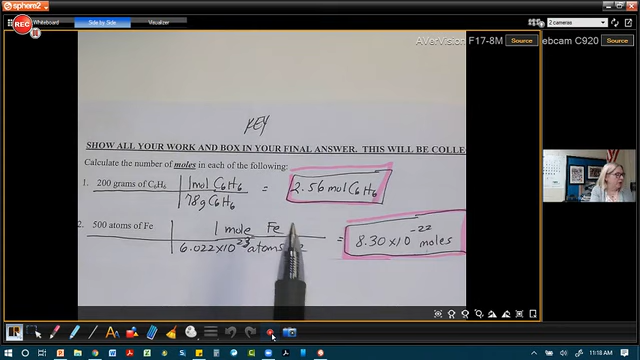 sphere2
REC
Whiteboard
Side by Side
Visualizer
2 cameras
AVerVision F17-8M
Source
ebcam C920
Source
KEY
SHOW ALL YOUR WORK AND BOX IN YOUR FINAL ANSWER. THIS WILL BE COLLE
Calculate the number of moles in each of the following:
1. 200 grams of C₆H₆ | 1 mol C₆H₆ = 2.56 mol C₆H₆
78g C₆H₆
2. 500 atoms of Fe | 1 mole Fe = 8.30×10⁻²² moles
6.022×10²³ atoms
11:18 AM